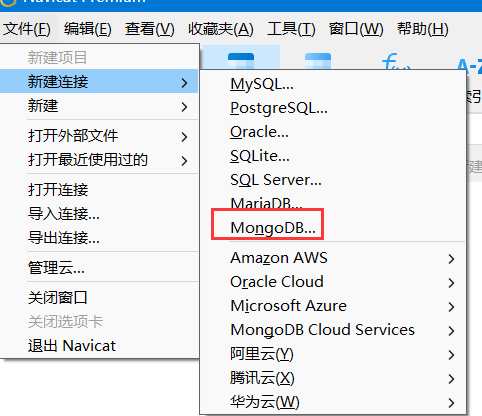 Navicat Premium
文件(F) 编辑(E) 查看(V) 收藏夹(A) 工具(T) 窗口(W) 帮助(H)
新建项目
新建连接
新建
打开外部文件
打开最近使用过的
打开连接
导入连接...
导出连接...
管理云...
关闭窗口
关闭选项卡
退出 Navicat
MySQL...
PostgreSQL...
Oracle...
SQLite...
SQL Server...
MariaDB...
MongoDB...
Amazon AWS
Oracle Cloud
Microsoft Azure
MongoDB Cloud Services
阿里云(Y)
腾讯云(X)
华为云(W)
A-Z
索引
建